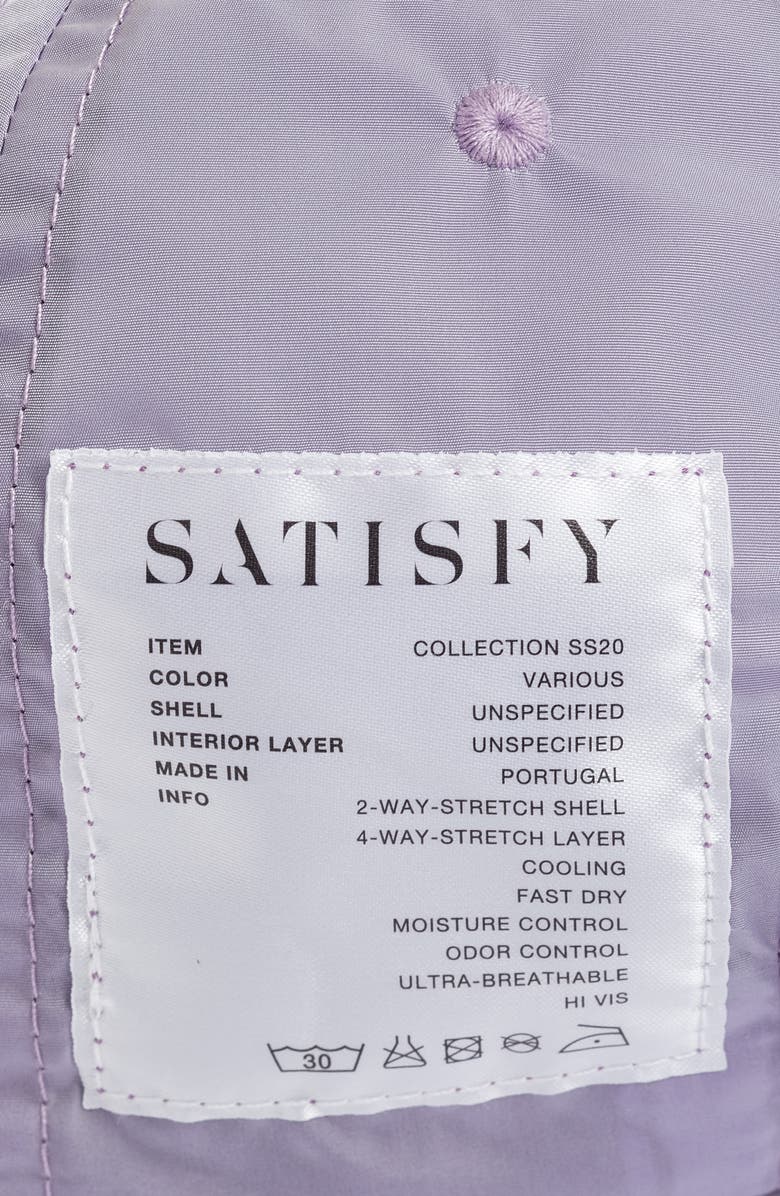 SATISFY
ITEM COLLECTION SS20
COLOR VARIOUS
SHELL UNSPECIFIED
INTERIOR LAYER UNSPECIFIED
MADE IN PORTUGAL
INFO 2-WAY-STRETCH SHELL
4-WAY-STRETCH LAYER
COOLING
FAST DRY
MOISTURE CONTROL
ODOR CONTROL
ULTRA-BREATHABLE
HI VIS
30